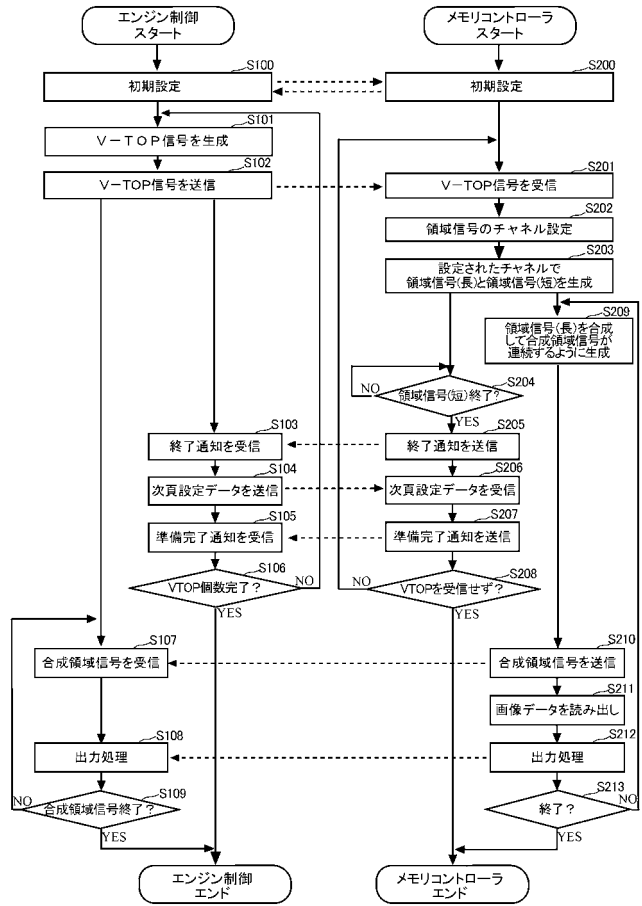 エンジン制御
スタート
メモリコントローラ
スタート
S100
初期設定
S200
初期設定
S101
V−TOP信号を生成
S102
V−TOP信号を送信
S201
V−TOP信号を受信
S202
領域信号のチャネル設定
S203
設定されたチャネルで
領域信号(長)と領域信号(短)を生成
S209
領域信号(長)を合成
して合成領域信号が
連続するように生成
S204
領域信号(短)終了?
NO
YES
S103
終了通知を受信
S205
終了通知を送信
S104
次頁設定データを送信
S206
次頁設定データを受信
S105
準備完了通知を受信
S207
準備完了通知を送信
S106
VTOP個数完了?
NO
YES
S208
VTOPを受信せず?
NO
YES
S107
合成領域信号を受信
S210
合成領域信号を送信
S211
画像データを読み出し
S108
出力処理
S212
出力処理
S109
合成領域信号終了?
NO
YES
S213
終了?
NO
YES
エンジン制御
エンド
メモリコントローラ
エンド